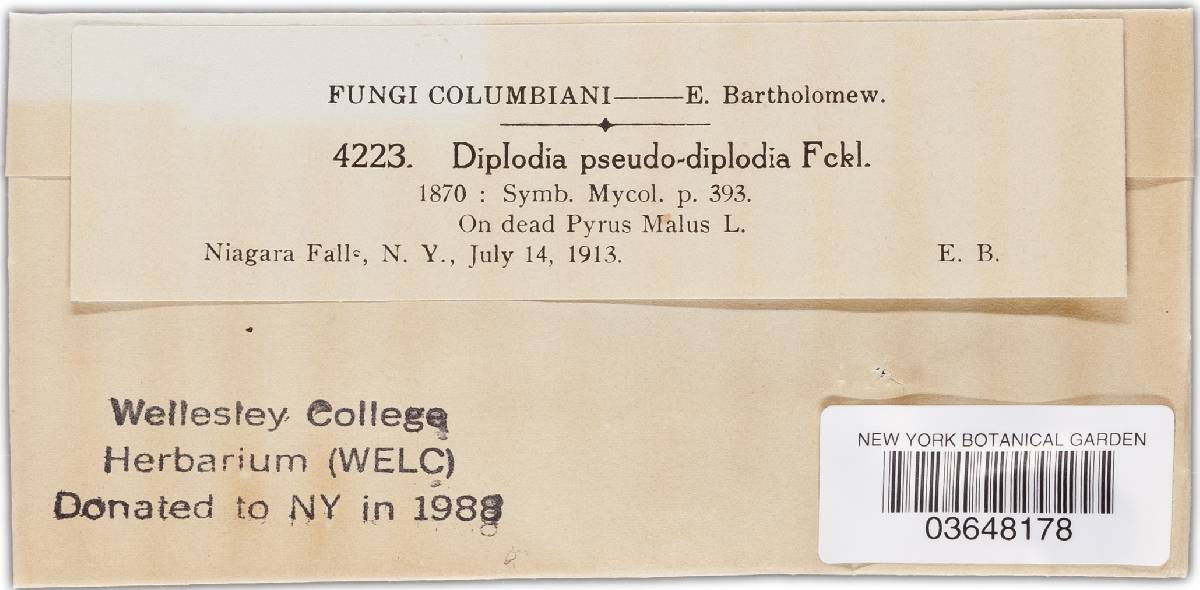 FUNGI COLUMBIANI——E. Bartholomew.
4223. Diplodia pseudo-diplodia Fckl.
1870 : Symb. Mycol. p. 393.
On dead Pyrus Malus L.
Niagara Falls, N. Y., July 14, 1913. E. B.
Wellesley College
Herbarium (WELC)
Donated to NY in 1988
NEW YORK BOTANICAL GARDEN
03648178